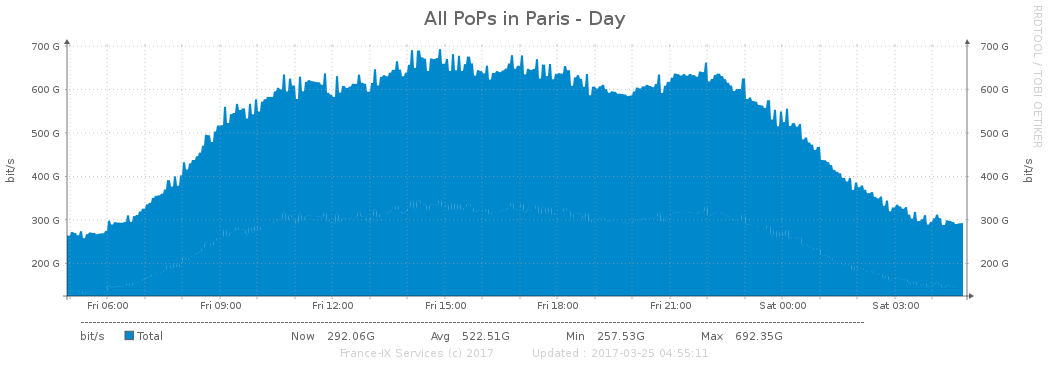 All PoPs in Paris - Day
RRDTOOL / TOBI OETIKER
bit/s
700 G
600 G
500 G
400 G
300 G
200 G
700 G
600 G
500 G
400 G
300 G
200 G
bit/s
Fri 06:00 Fri 09:00 Fri 12:00 Fri 15:00 Fri 18:00 Fri 21:00 Sat 00:00 Sat 03:00
bit/s Total Now 292.06G Avg 522.51G Min 257.53G Max 692.35G
France-IX Services (c) 2017 Updated : 2017-03-25 04:55:11